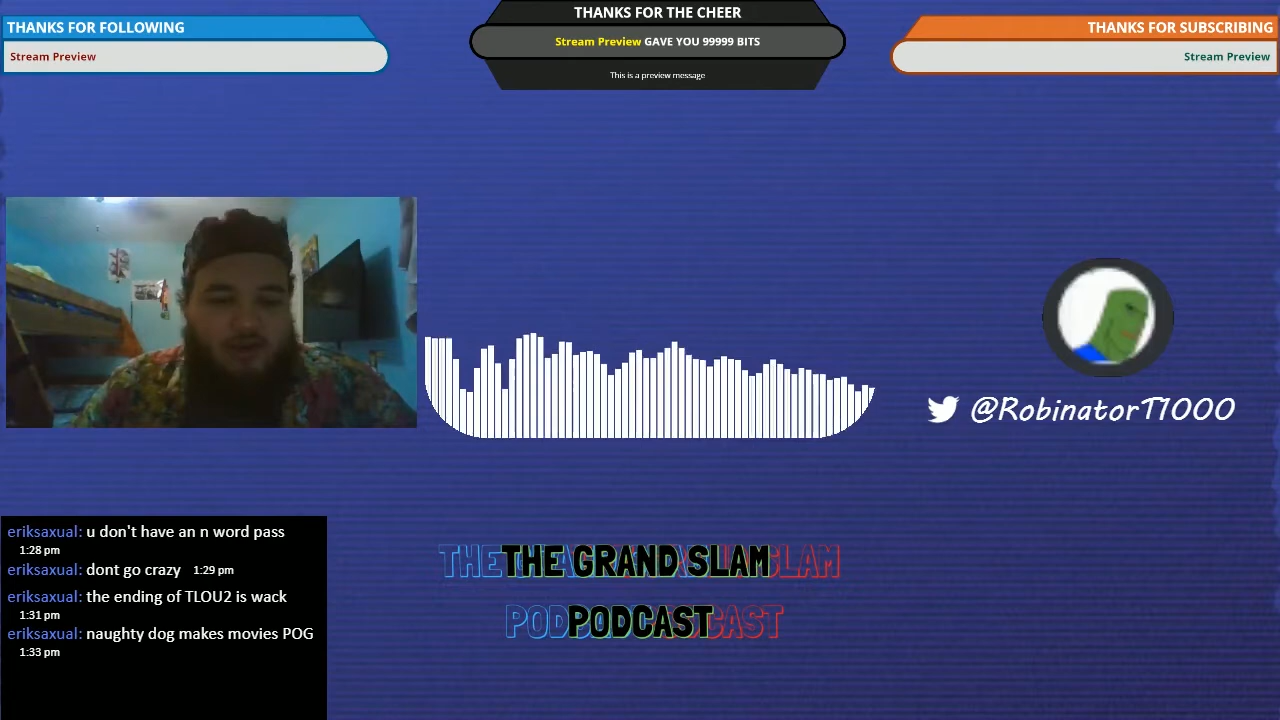 THANKS FOR FOLLOWING
Stream Preview
THANKS FOR THE CHEER
Stream Preview GAVE YOU 99999 BITS
This is a preview message
THANKS FOR SUBSCRIBING
Stream Preview
@RobinatorT1000
eriksaxual: u don't have an n word pass
1:28 pm
eriksaxual: dont go crazy 1:29 pm
eriksaxual: the ending of TLOU2 is wack
1:31 pm
eriksaxual: naughty dog makes movies POG
1:33 pm
THE GRAND SLAM
PODCAST